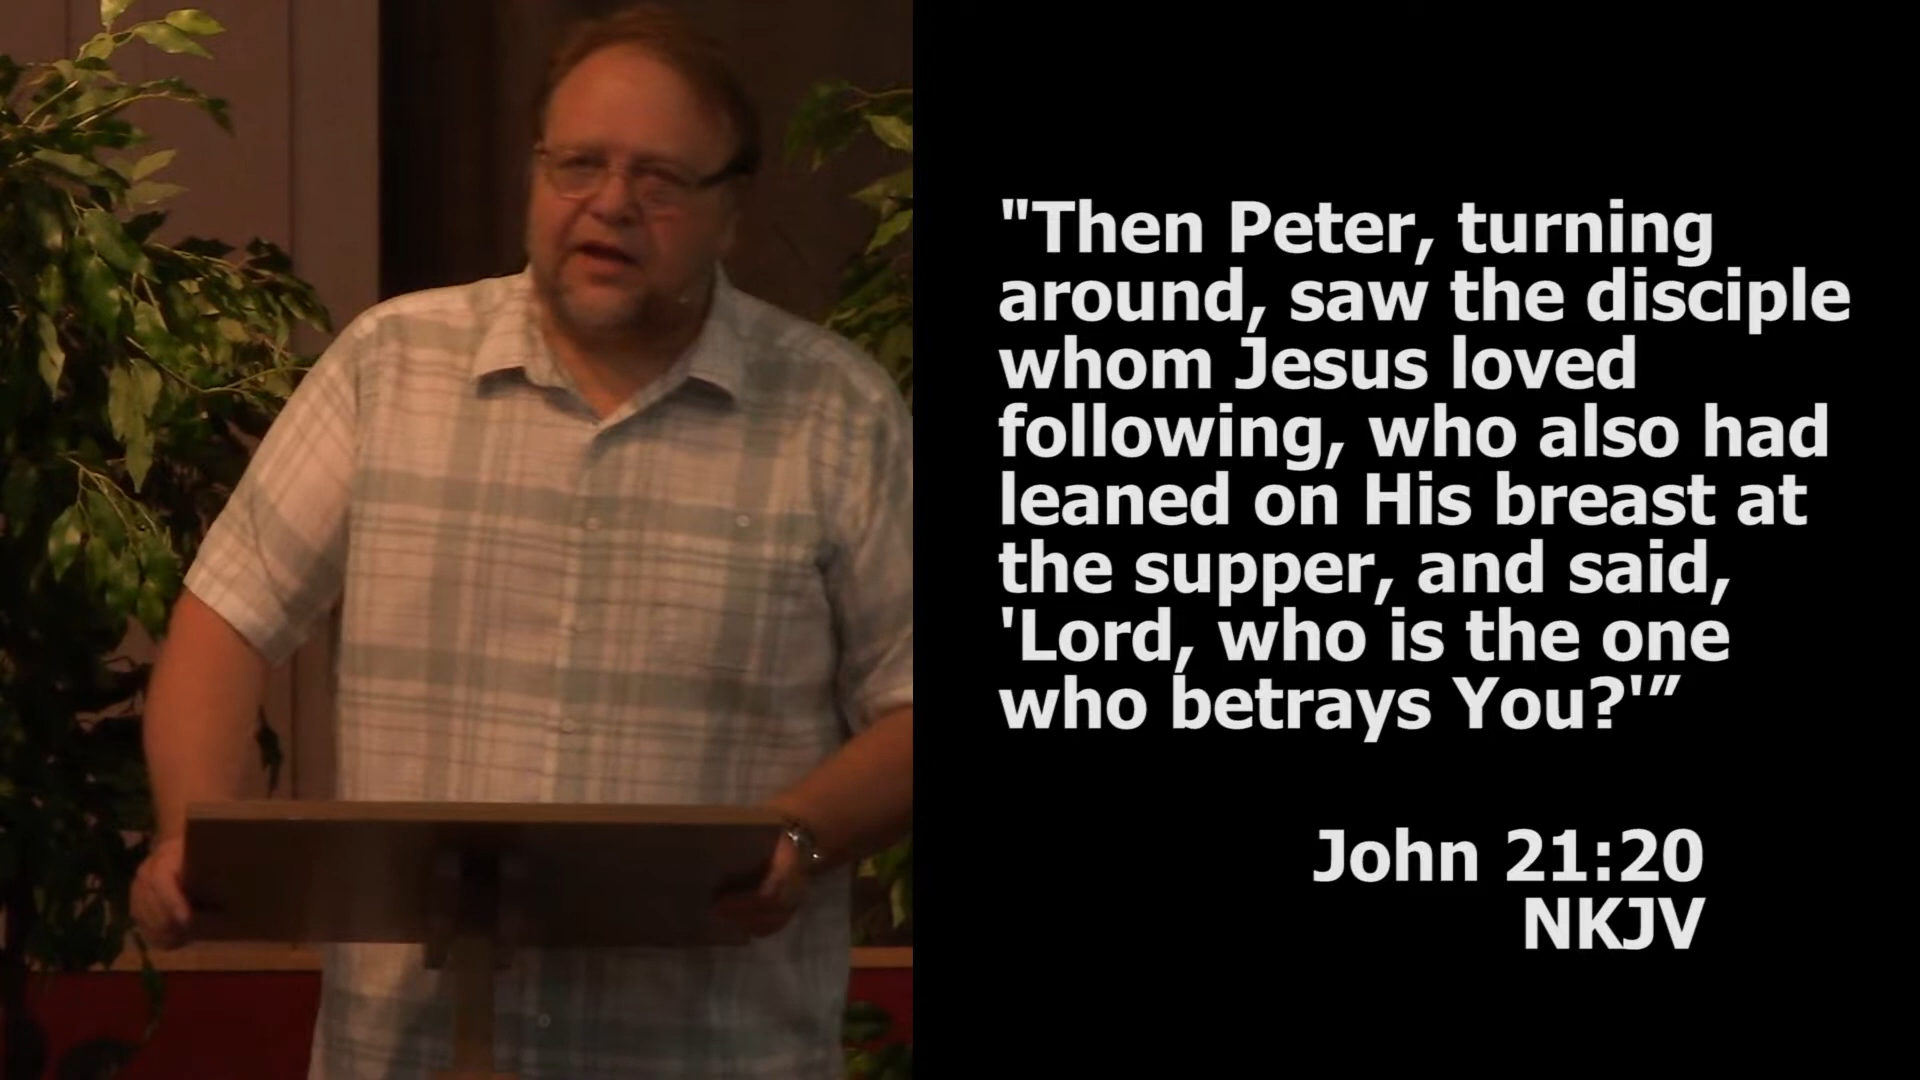 "Then Peter, turning
around, saw the disciple
whom Jesus loved
following, who also had
leaned on His breast at
the supper, and said,
'Lord, who is the one
who betrays You?'”
John 21:20
NKJV